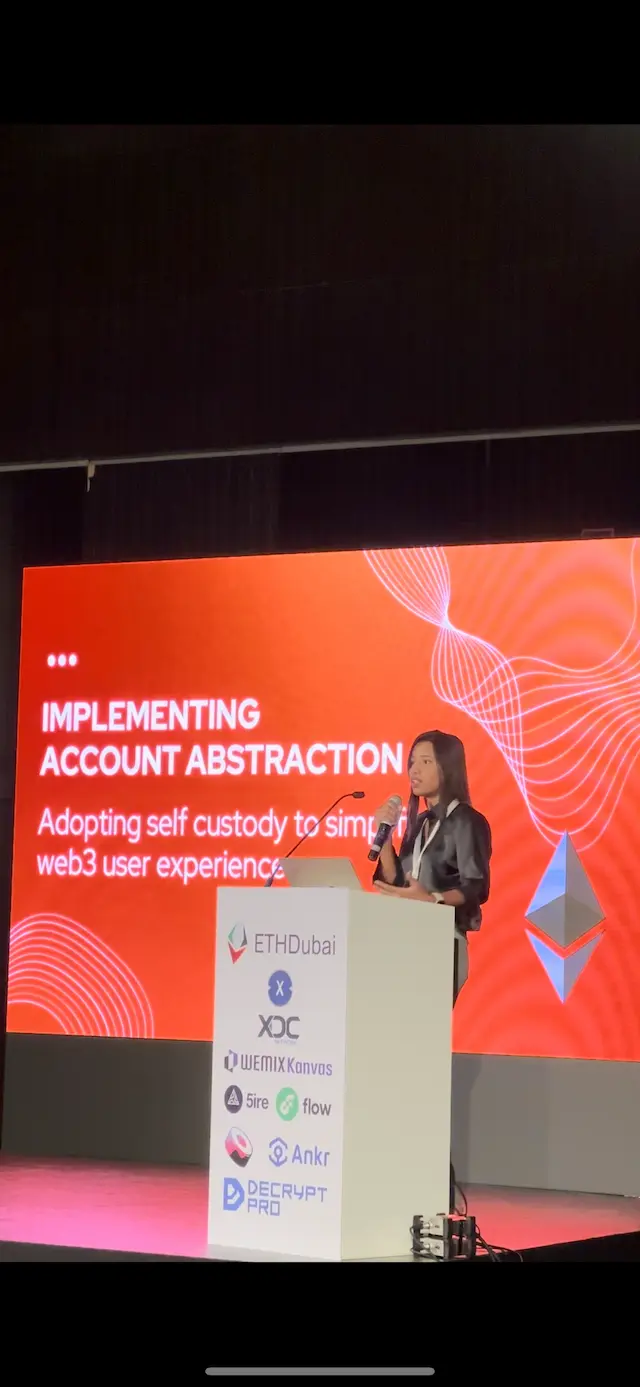 IMPLEMENTING
ACCOUNT ABSTRACTION
Adopting self custody to
web3 user experience
ETHDubai
X
XDC
WEMIX Kanvas
5ire
flow
Ankr
DECRYPT
PRO